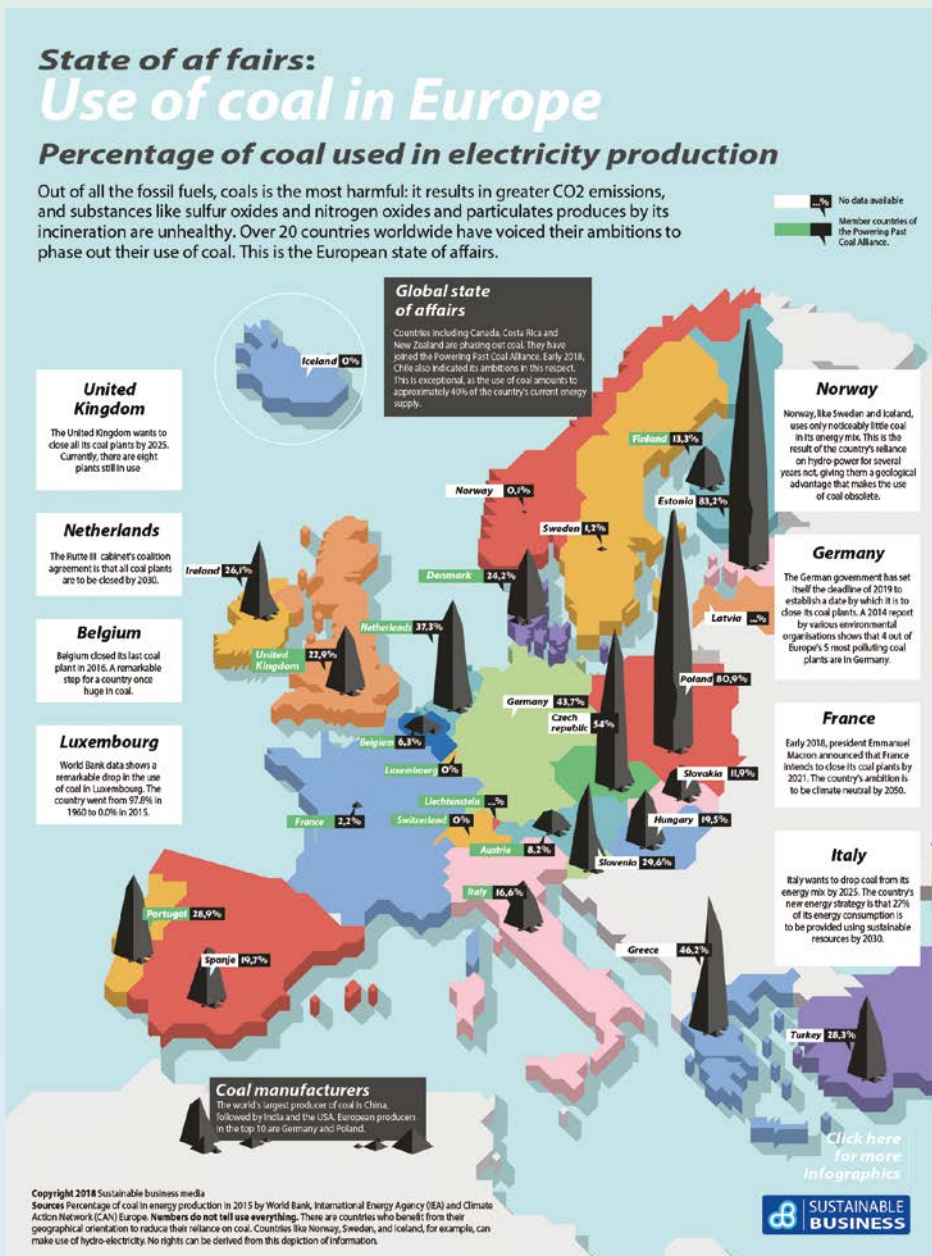 State of af fairs:
Use of coal in Europe
Percentage of coal used in electricity production
Out of all the fossil fuels, coals is the most harmful: it results in greater CO2 emissions,
and substances like sulfur oxides and nitrogen oxides and particulates produces by its
incineration are unhealthy. Over 20 countries worldwide have voiced their ambitions to
phase out their use of coal. This is the European state of affairs.
...% No data available
Member countries of
the Powering Past
Coal Alliance.
Global state
of affairs
Countries including Canada, Costa Rica and
New Zealand are phasing out coal. They have
joined the Powering Past Coal Alliance. Early 2018,
Chile also indicated its ambitions in this respect.
This is exceptional, as the use of coal amounts to
approximately 40% of the country's current energy
supply.
Iceland 0%
United
Kingdom
The United Kingdom wants to
close all its coal plants by 2025.
Currently, there are eight
plants still in use
Netherlands
The Rutte III cabinet's coalition
agreement is that all coal plants
are to be closed by 2030.
Belgium
Belgium closed its last coal
plant in 2016. A remarkable
step for a country once
huge in coal.
Luxembourg
World Bank data shows a
remarkable drop in the use
of coal in Luxembourg. The
country went from 97.8% in
1960 to 0.0% in 2015.
Norway
Norway, like Sweden and Iceland,
uses only noticeably little coal
in its energy mix. This is the
result of the country's reliance
on hydro-power for several
years not, giving them a geological
advantage that makes the use
of coal obsolete.
Germany
The German government has set
itself the deadline of 2019 to
establish a date by which it is to
close its coal plants. A 2014 report
by various environmental
organisations shows that 4 out of
Europe's 5 most polluting coal
plants are in Germany.
France
Early 2018, president Emmanuel
Macron announced that France
intends to close its coal plants by
2021. The country's ambition is
to be climate neutral by 2050.
Italy
Italy wants to drop coal from its
energy mix by 2025. The country's
new energy strategy is that 27%
of its energy consumption is
to be provided using sustainable
resources by 2030.
Finland 13,3%
Norway 0,1%
Estonia 83,2%
Sweden 1,2%
Ireland 26,1%
Denmark 24,2%
Latvia ...%
Netherlands 37,3%
United
Kingdom 22,9%
Poland 80,9%
Germany 43,7%
Czech
republic 54%
Belgium 6,3%
Luxembourg 0%
Slovakia 11,9%
Liechtenstein ...%
France 2,2%
Switzerland 0%
Hungary 19,5%
Austria 8,2%
Slovenia 29,6%
Italy 16,6%
Portugal 28,9%
Spanje 19,7%
Greece 46,2%
Turkey 28,3%
Coal manufacturers
The world's largest producer of coal is China,
followed by India and the USA. European producers
in the top 10 are Germany and Poland.
Click here
for more
infographics
Copyright 2018 Sustainable business media
Sources Percentage of coal in energy production in 2015 by World Bank, International Energy Agency (IEA) and Climate
Action Network (CAN) Europe. Numbers do not tell use everything. There are countries who benefit from their
geographical orientation to reduce their reliance on coal. Countries like Norway, Sweden, and Iceland, for example, can
make use of hydro-electricity. No rights can be derived from this depiction of information.
SUSTAINABLE
BUSINESS